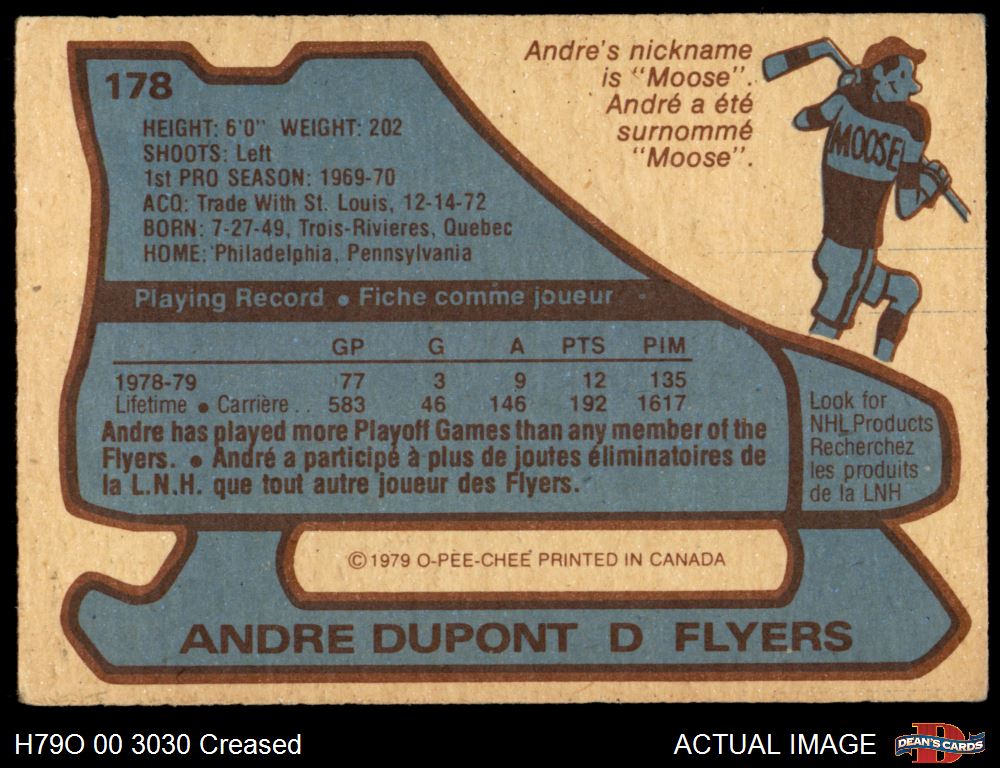 178
HEIGHT: 6'0" WEIGHT: 202
SHOOTS: Left
1st PRO SEASON: 1969-70
ACQ: Trade With St. Louis, 12-14-72
BORN: 7-27-49, Trois-Rivieres, Quebec
HOME: Philadelphia, Pennsylvania
Andre's nickname
is "Moose".
André a été
surnommé
"Moose".
MOOSE
Playing Record • Fiche comme joueur
GP G A PTS PIM
1978-79 77 3 9 12 135
Lifetime • Carrière . . 583 46 146 192 1617
Andre has played more Playoff Games than any member of the
Flyers. • André a participé à plus de joutes éliminatoires de
la L.N.H. que tout autre joueur des Flyers.
Look for
NHL Products
Recherchez
les produits
de la LNH
©1979 O-PEE-CHEE PRINTED IN CANADA
ANDRE DUPONT D FLYERS
H79O 00 3030 Creased
ACTUAL IMAGE
D
DEAN'S CARDS